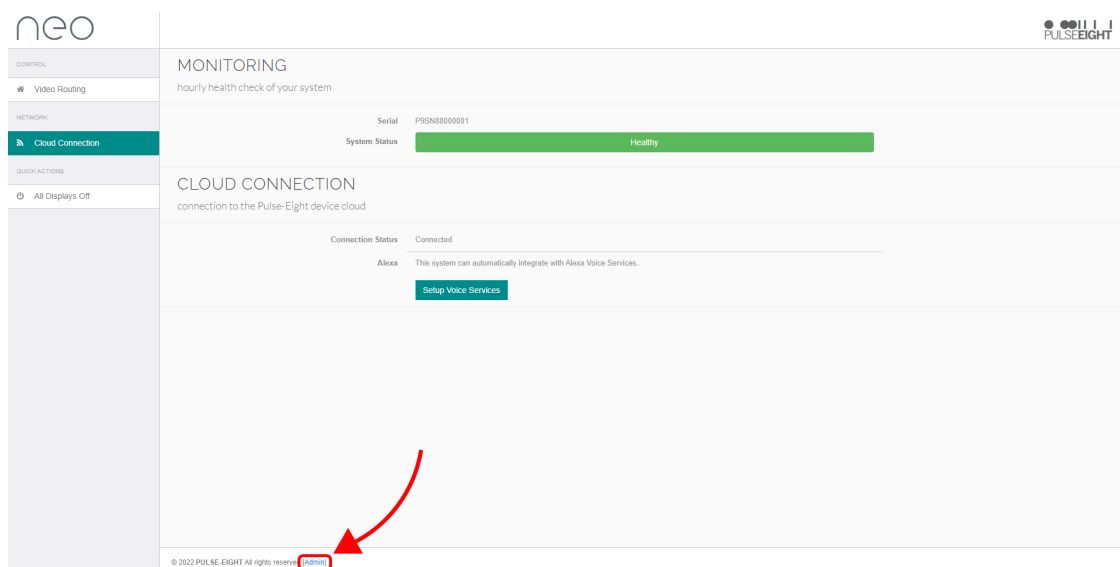 neo
PULSEEIGHT
CONTROL
Video Routing
NETWORK
Cloud Connection
QUICK ACTIONS
All Displays Off
MONITORING
hourly health check of your system
Serial P9SN88000001
System Status Healthy
CLOUD CONNECTION
connection to the Pulse-Eight device cloud
Connection Status Connected
Alexa This system can automatically integrate with Alexa Voice Services.
Setup Voice Services
© 2022 PULSE-EIGHT All rights reserve [Admin]